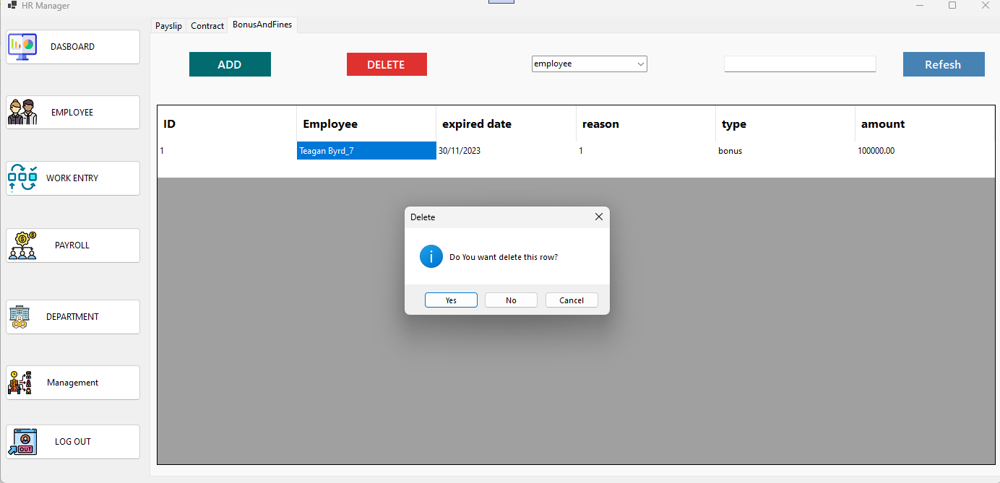 HR Manager
DASBOARD
EMPLOYEE
WORK ENTRY
PAYROLL
DEPARTMENT
Management
OUT
LOG OUT
Payslip Contract BonusAndFines
ADD DELETE employee Refesh
ID Employee expired date reason type amount
1 Teagan Byrd_7 30/11/2023 1 bonus 100000.00
Delete
Do You want delete this row?
Yes No Cancel